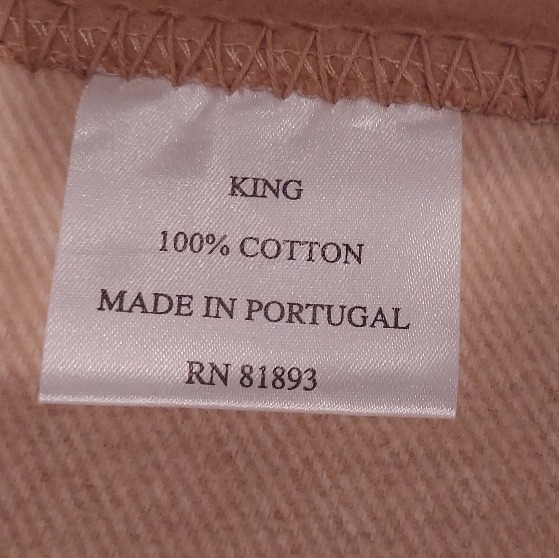 KING
100% COTTON
MADE IN PORTUGAL
RN 81893